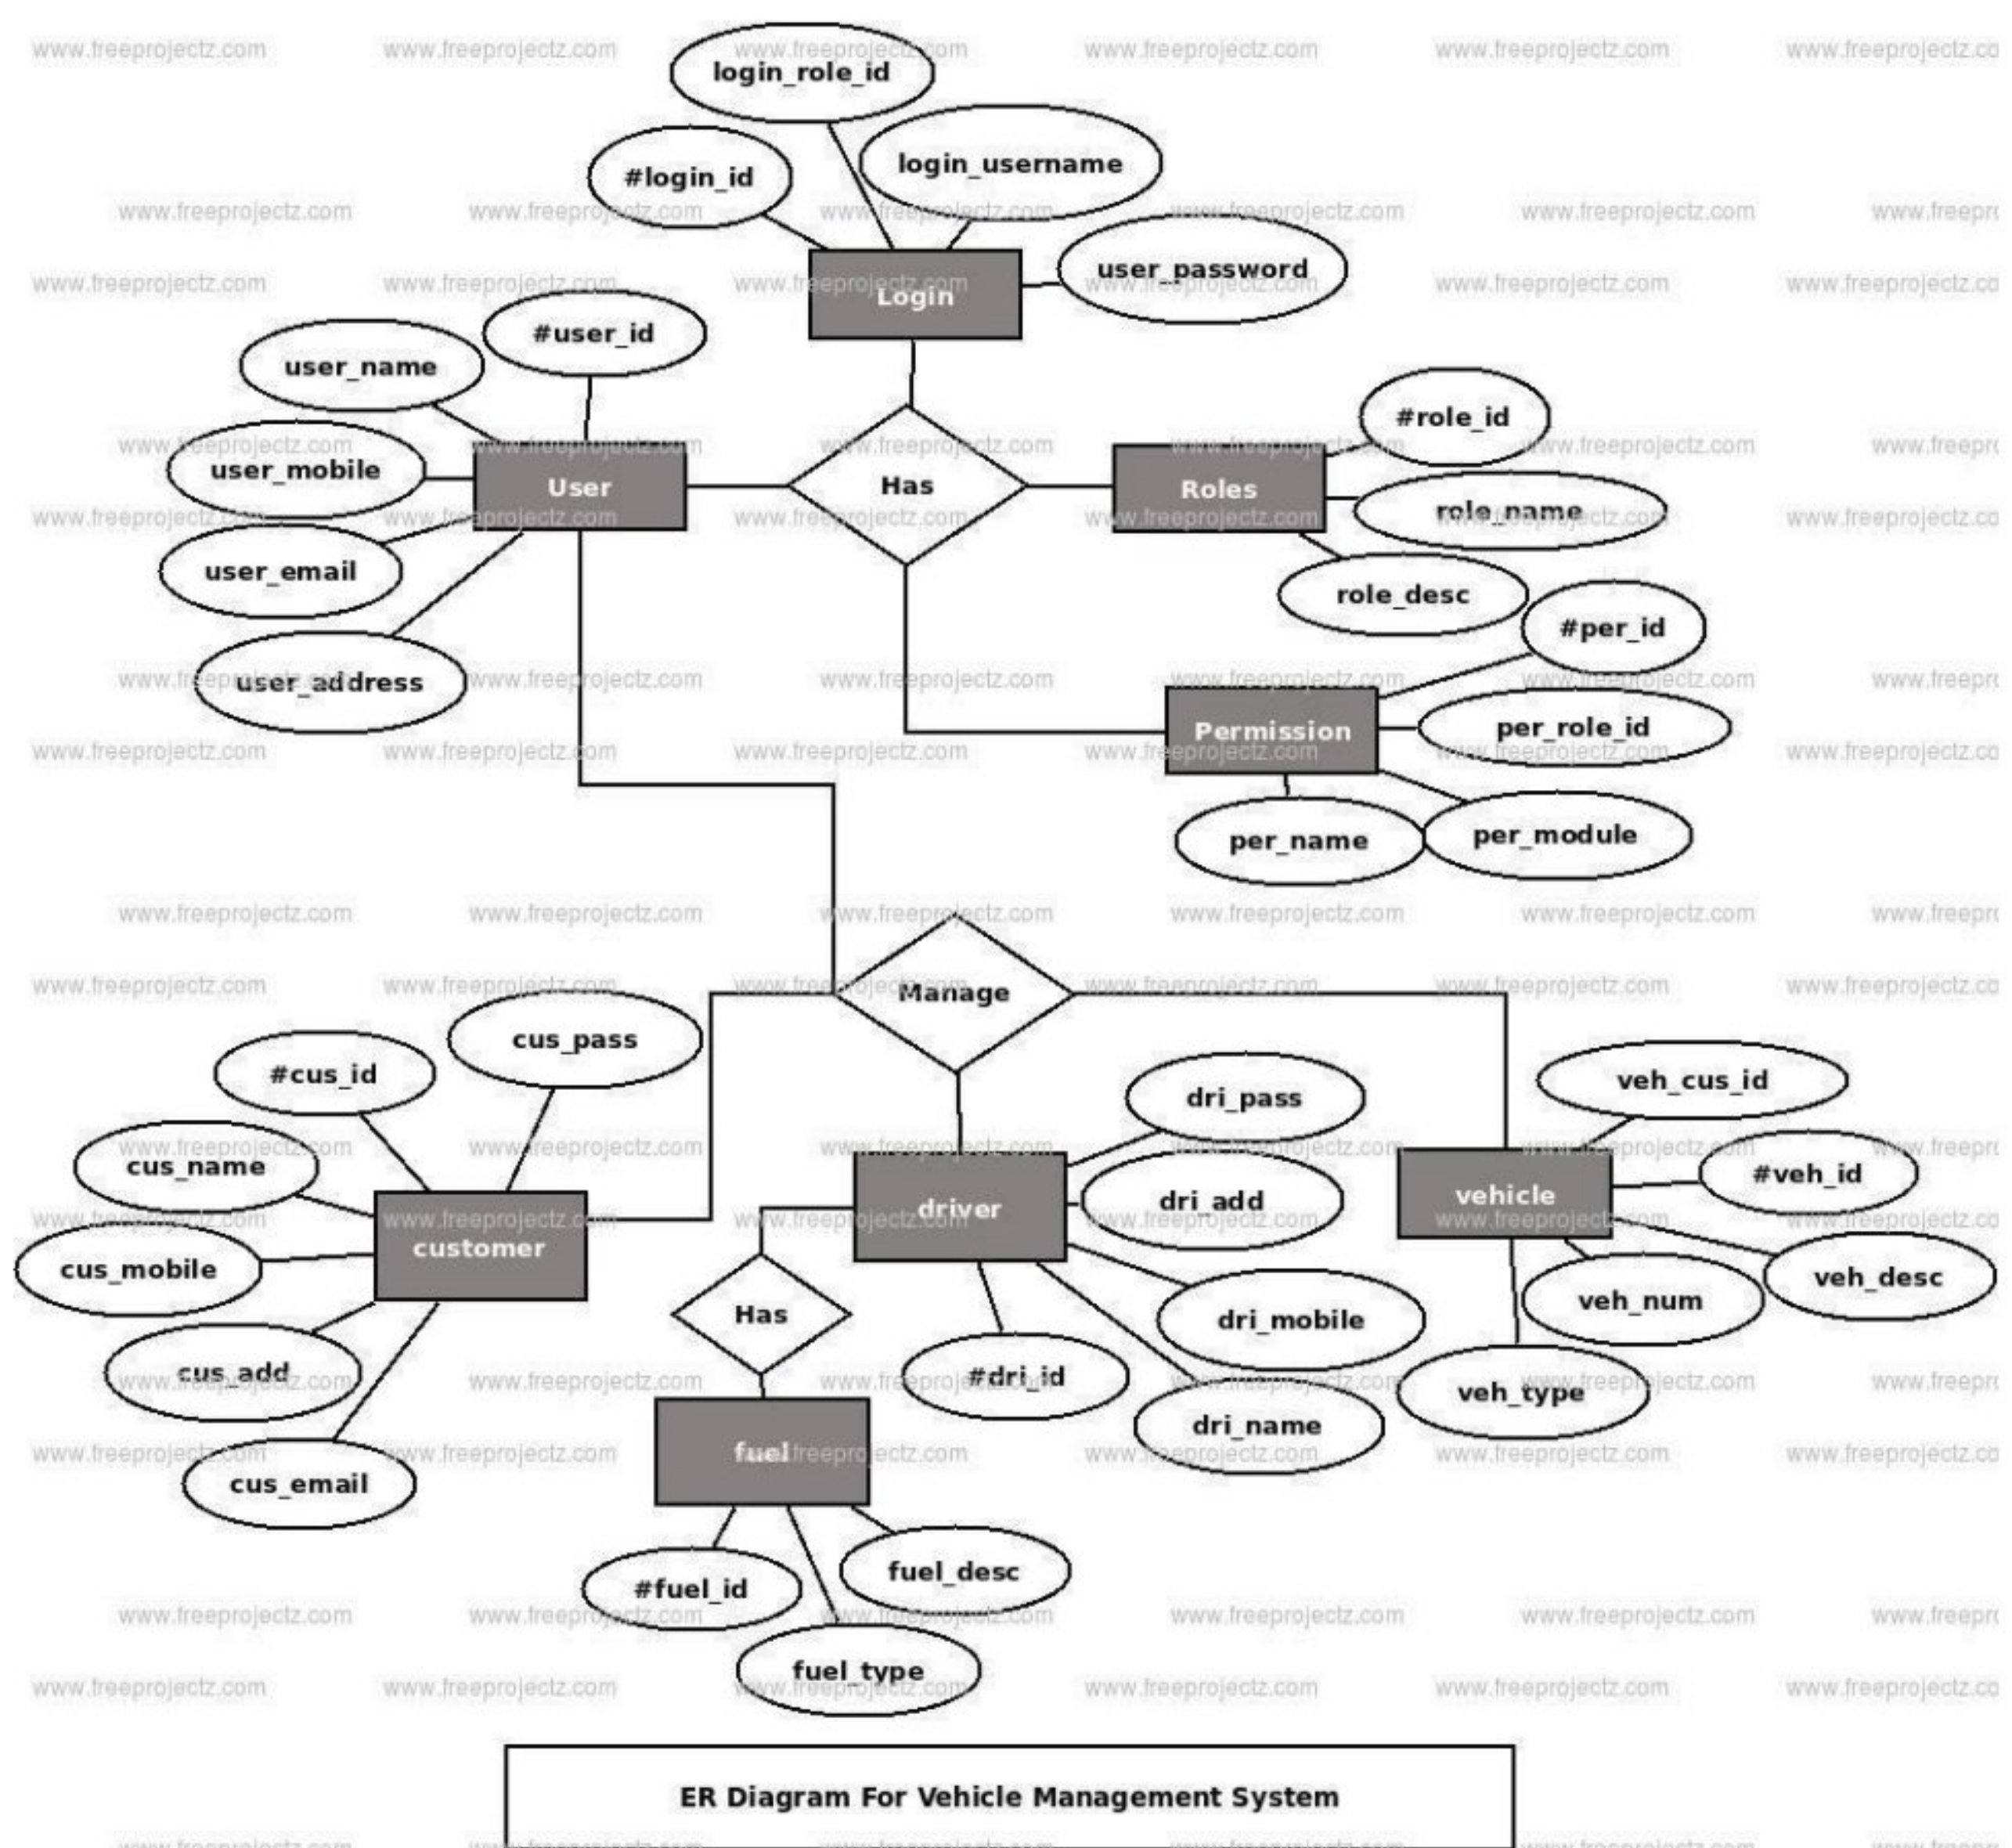 login_role_id
login_username
#login_id
user_password
Login
#user_id
user_name
user_mobile
User
user_email
user_address
Has
Roles
#role_id
role_name
role_desc
#per_id
Permission
per_role_id
per_name
per_module
Manage
cus_pass
#cus_id
cus_name
customer
cus_mobile
cus_add
cus_email
driver
dri_pass
dri_add
dri_mobile
#dri_id
dri_name
vehicle
veh_cus_id
#veh_id
veh_desc
veh_num
veh_type
Has
fuel
#fuel_id
fuel_desc
fuel_type
ER Diagram For Vehicle Management System
www.freeprojectz.com